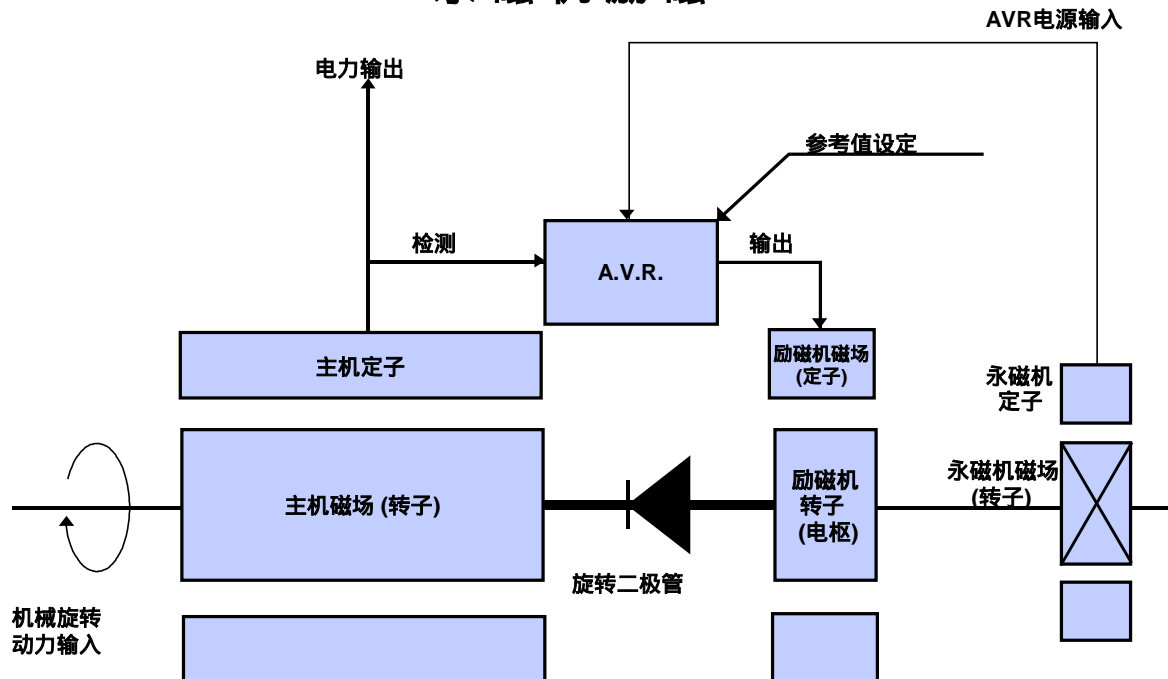 AVR电源输入
电力输出
参考值设定
检测
输出
A.V.R.
主机定子
励磁机磁场
(定子)
永磁机
定子
主机磁场 (转子)
励磁机
转子
(电枢)
永磁机磁场
(转子)
旋转二极管
机械旋转
动力输入